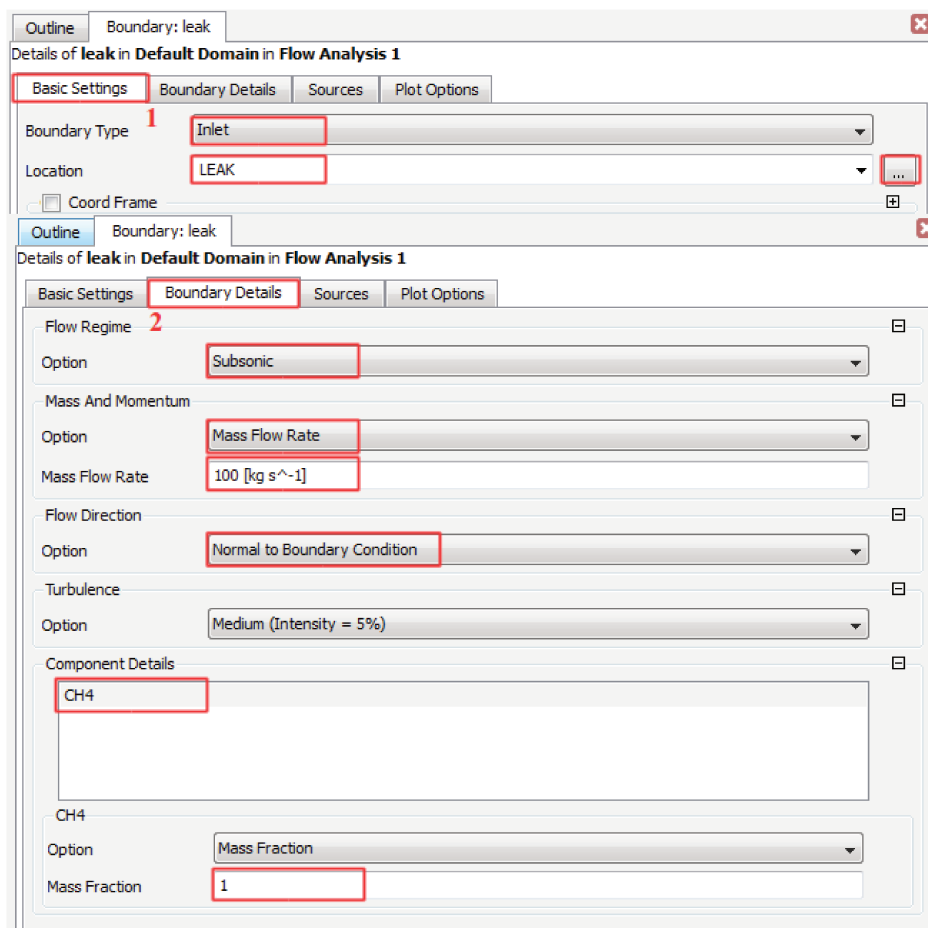 Outline Boundary: leak
Details of leak in Default Domain in Flow Analysis 1
Basic Settings Boundary Details Sources Plot Options
1
Boundary Type Inlet
Location LEAK ...
Coord Frame
Outline Boundary: leak
Details of leak in Default Domain in Flow Analysis 1
Basic Settings Boundary Details Sources Plot Options
Flow Regime 2
Option Subsonic
Mass And Momentum
Option Mass Flow Rate
Mass Flow Rate 100 [kg s^-1]
Flow Direction
Option Normal to Boundary Condition
Turbulence
Option Medium (Intensity = 5%)
Component Details
CH4
CH4
Option Mass Fraction
Mass Fraction 1